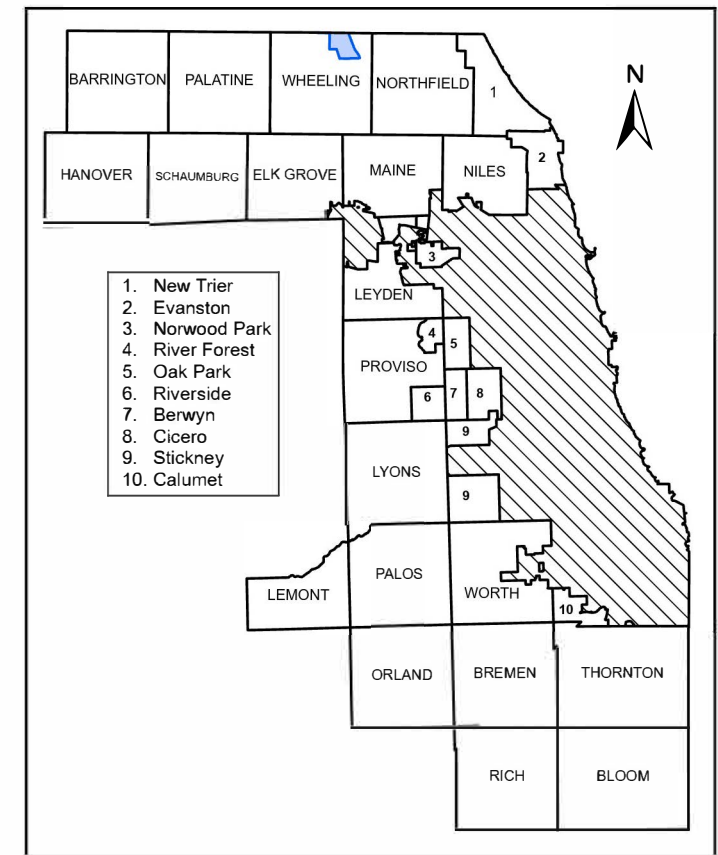 BARRINGTON
PALATINE
WHEELING
NORTHFIELD
1
N
HANOVER
SCHAUMBURG
ELK GROVE
MAINE
NILES
2
3
LEYDEN
1. New Trier
2. Evanston
3. Norwood Park
4. River Forest
5. Oak Park
6. Riverside
7. Berwyn
8. Cicero
9. Stickney
10. Calumet
4
5
PROVISO
6
7
8
9
LYONS
9
PALOS
LEMONT
WORTH
10
ORLAND
BREMEN
THORNTON
RICH
BLOOM